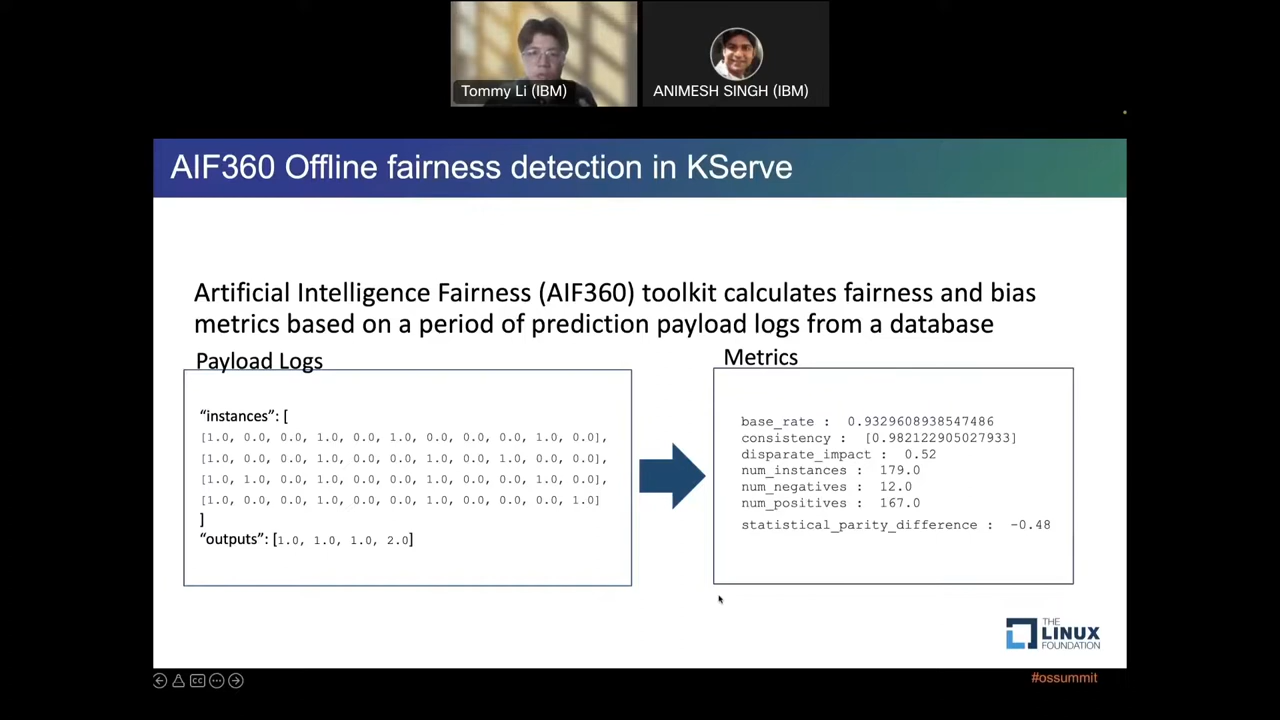 Tommy Li (IBM)
ANIMESH SINGH (IBM)
AIF360 Offline fairness detection in KServe
Artificial Intelligence Fairness (AIF360) toolkit calculates fairness and bias
metrics based on a period of prediction payload logs from a database
Payload Logs
“instances”: [
[1.0, 0.0, 0.0, 1.0, 0.0, 1.0, 0.0, 0.0, 0.0, 1.0, 0.0],
[1.0, 0.0, 0.0, 1.0, 0.0, 0.0, 1.0, 0.0, 1.0, 0.0, 0.0],
[1.0, 1.0, 0.0, 1.0, 0.0, 0.0, 1.0, 0.0, 0.0, 1.0, 0.0],
[1.0, 0.0, 0.0, 1.0, 0.0, 0.0, 1.0, 0.0, 0.0, 0.0, 1.0]
]
“outputs”: [1.0, 1.0, 1.0, 2.0]
Metrics
base_rate : 0.9329608938547486
consistency : [0.982122905027933]
disparate_impact : 0.52
num_instances : 179.0
num_negatives : 12.0
num_positives : 167.0
statistical_parity_difference : -0.48
THE
LINUX
FOUNDATION
CC
#ossummit